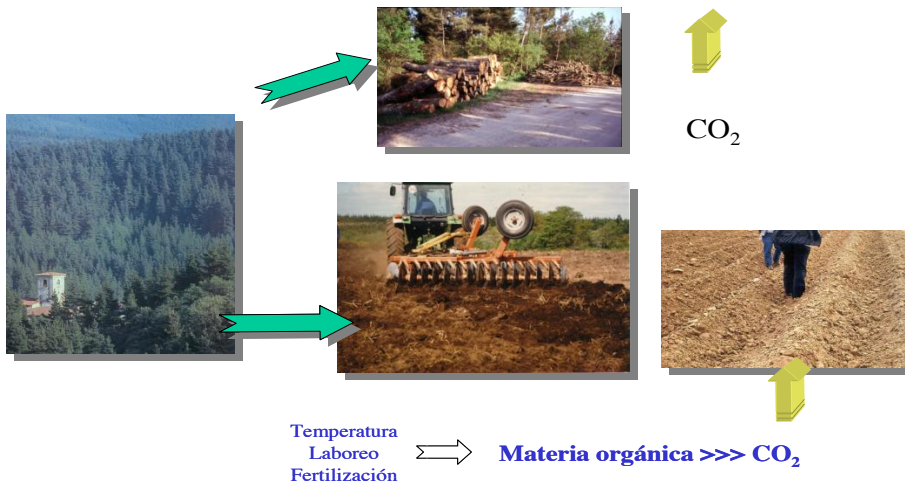 CO₂
Temperatura
Laboreo
Fertilización
Materia orgánica >>> CO₂